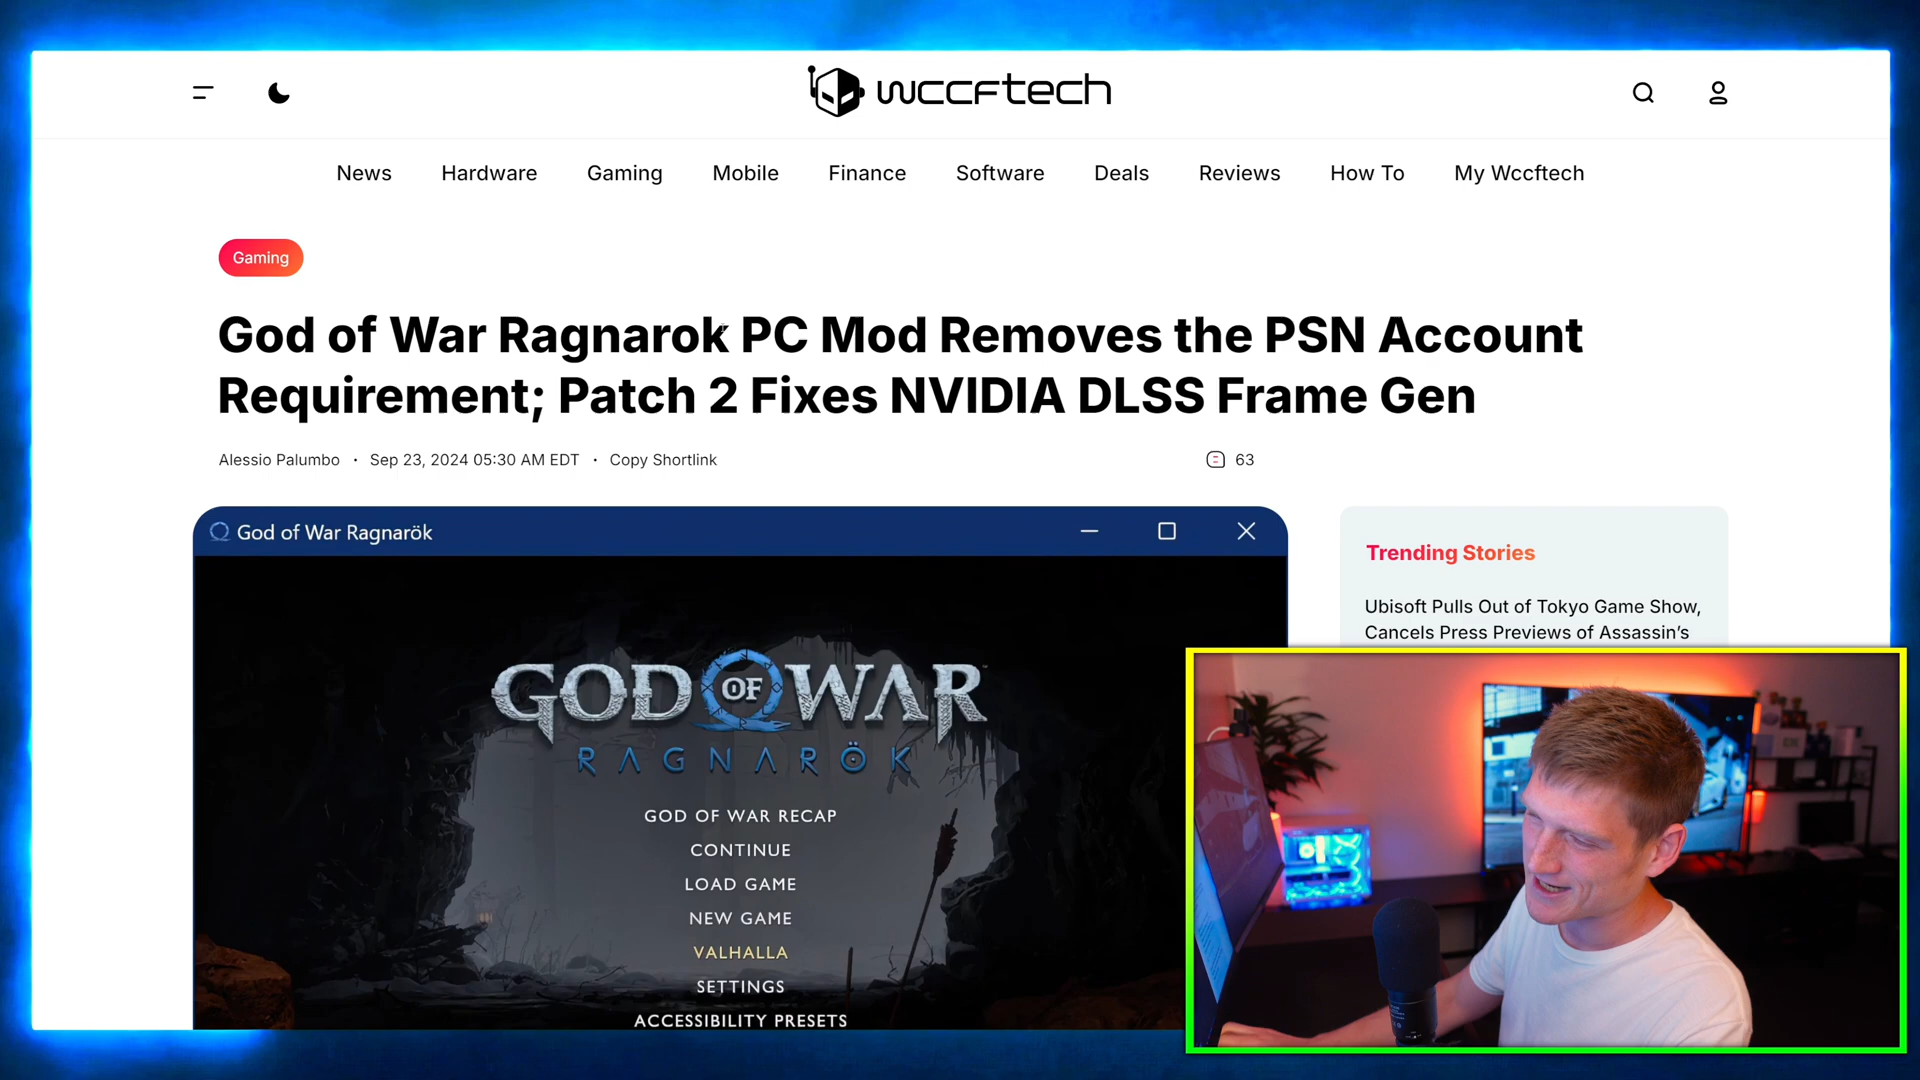 wccftech
News Hardware Gaming Mobile Finance Software Deals Reviews How To My Wccftech
Gaming
God of War Ragnarok PC Mod Removes the PSN Account
Requirement; Patch 2 Fixes NVIDIA DLSS Frame Gen
Alessio Palumbo · Sep 23, 2024 05:30 AM EDT · Copy Shortlink 63
God of War Ragnarök
GOD OF WAR
RAGNARÖK
GOD OF WAR RECAP
CONTINUE
LOAD GAME
NEW GAME
VALHALLA
SETTINGS
ACCESSIBILITY PRESETS
Trending Stories
Ubisoft Pulls Out of Tokyo Game Show,
Cancels Press Previews of Assassin's